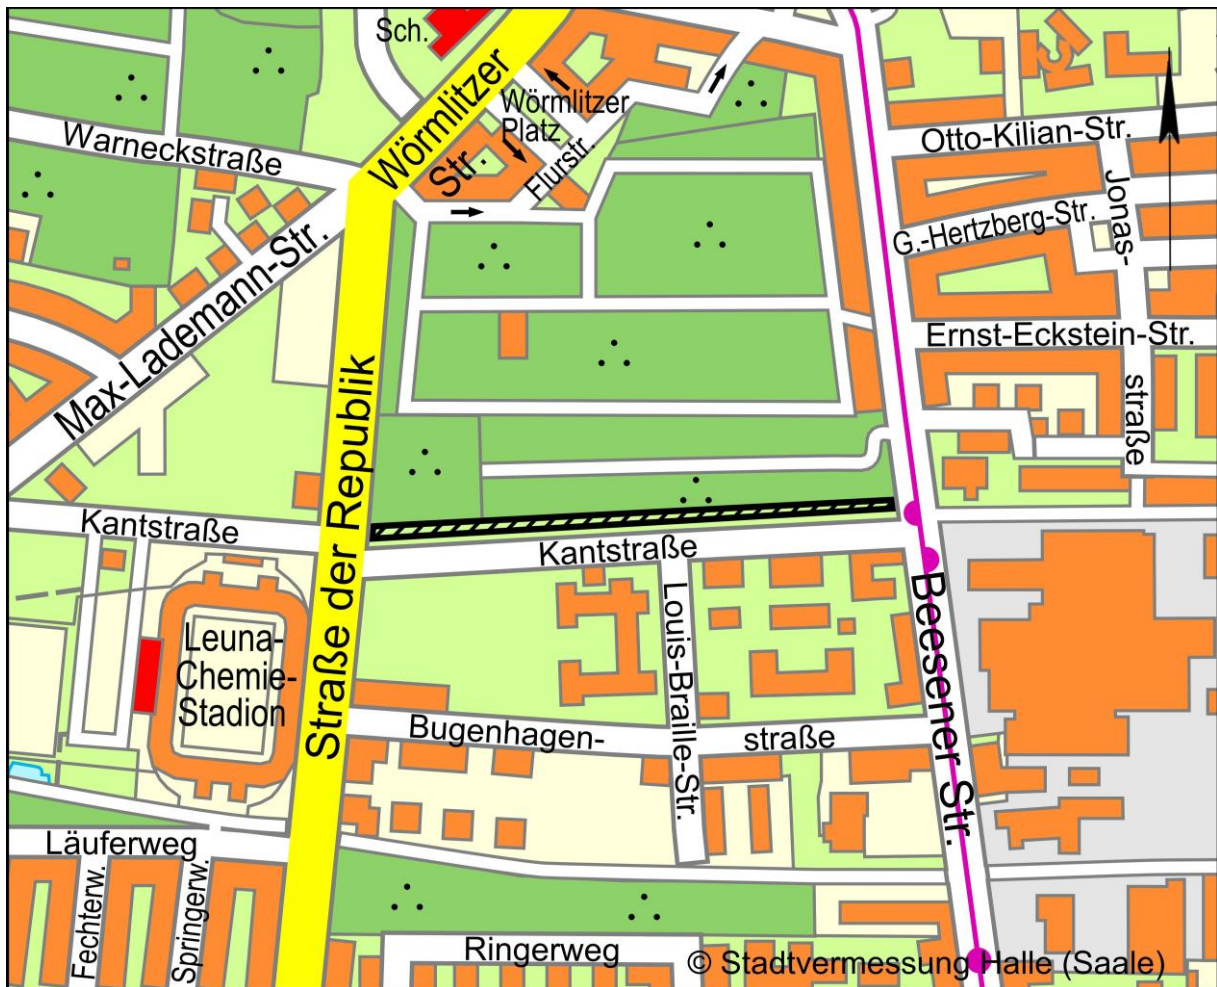 Sch.
Wörmlitzer
Str.
Wörmlitzer
Platz
Flurstr.
Warneckstraße
Otto-Kilian-Str.
Jonas-
straße
G.-Hertzberg-Str.
Max-Lademann-Str.
Ernst-Eckstein-Str.
Straße der Republik
Kantstraße
Kantstraße
Louis-Braille-Str.
Beesener Str.
Leuna-
Chemie-
Stadion
Bugenhagen-
straße
Läuferweg
Fechterw.
Springerw.
Ringerweg
© Stadtvermessung Halle (Saale)